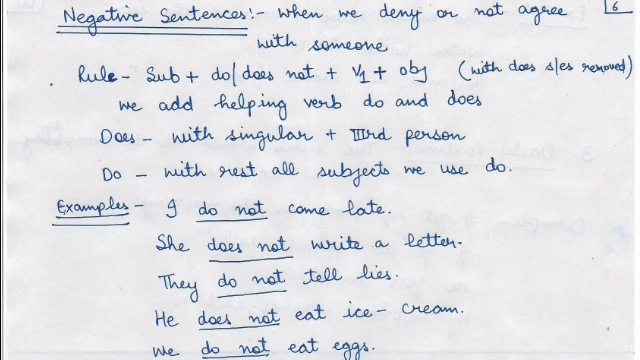 Negative Sentences:- when we deny or not agree 6
with someone
Rule - Sub + do/does not + V1 + obj (with does s/es removed)
we add helping verb do and does
Does - with singular + IIIrd person
Do - with rest all subjects we use do.
Examples - I do not come late.
She does not write a letter.
They do not tell lies.
He does not eat ice-cream.
We do not eat eggs.